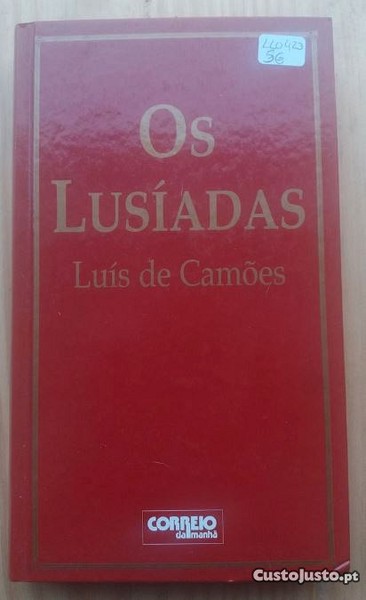 Os
LUSÍADAS
Luís de Camões
CORREIO
da manhã
CustoJusto.pt